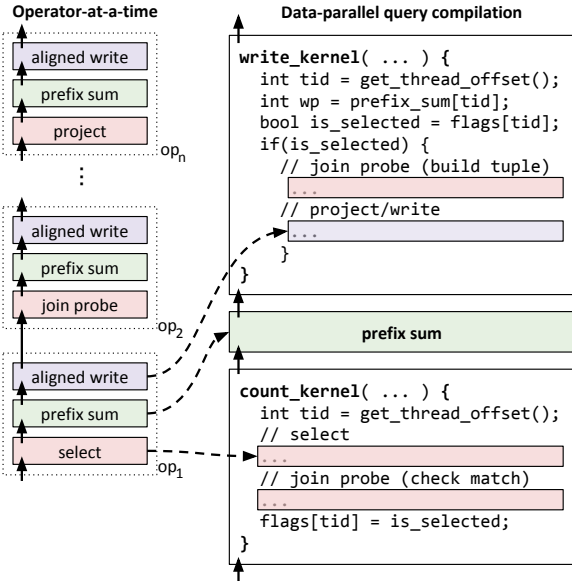 Operator-at-a-time
aligned write
prefix sum
project
opn
⋮
aligned write
prefix sum
join probe
op2
aligned write
prefix sum
select
op1
Data-parallel query compilation
write_kernel( ... ) {
int tid = get_thread_offset();
int wp = prefix_sum[tid];
bool is_selected = flags[tid];
if(is_selected) {
// join probe (build tuple)
...
// project/write
...
}
}
prefix sum
count_kernel( ... ) {
int tid = get_thread_offset();
// select
...
// join probe (check match)
...
flags[tid] = is_selected;
}